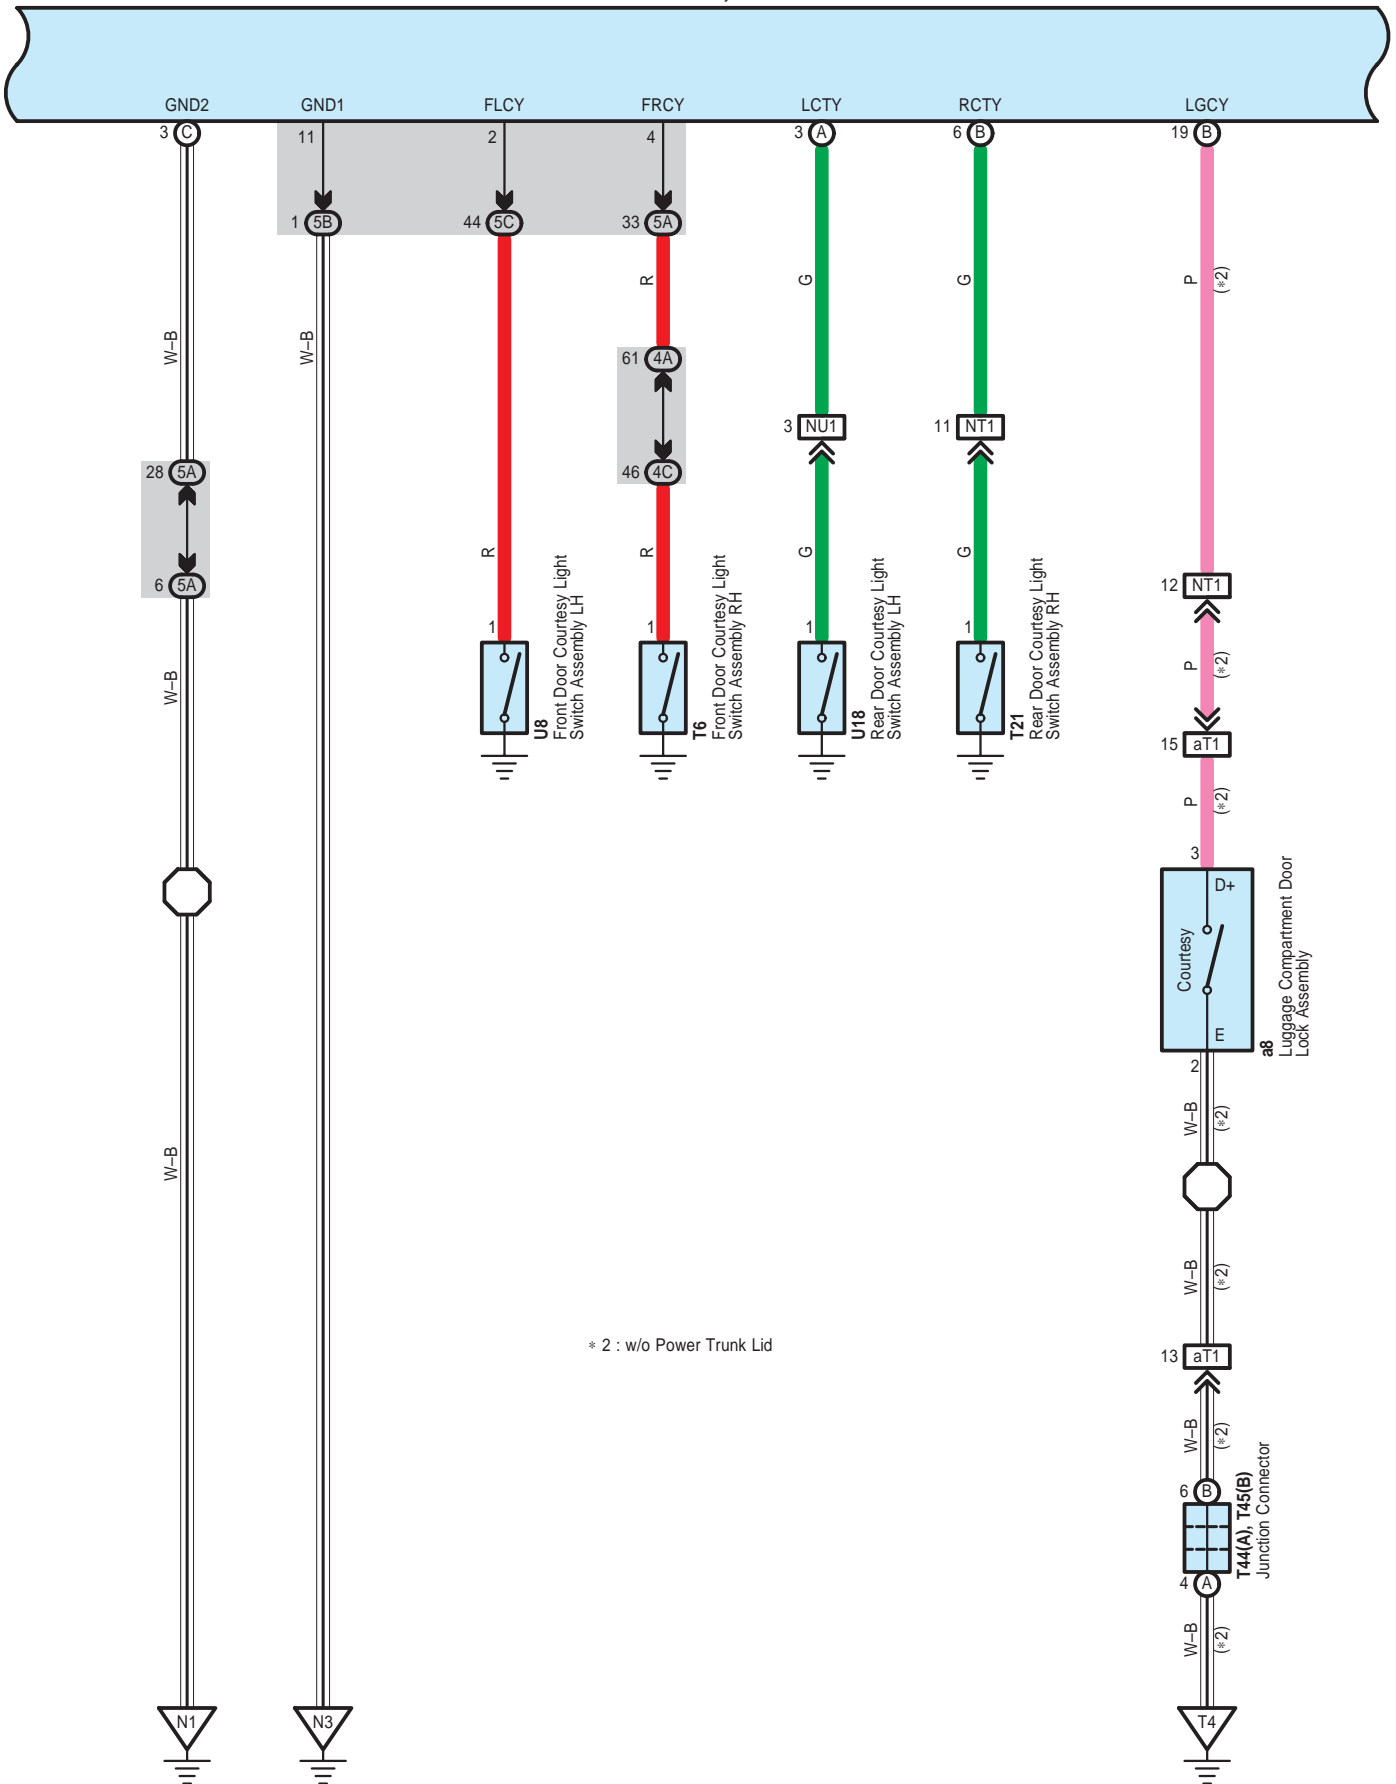 GND2 GND1 FLCY FRCY LCTY RCTY LGCY
3 C 11 2 4 3 A 6 B 19 B
1 5B 44 5C 33 5A
R G G P (*2)
W-B W-B
61 4A
3 NU1 11 NT1
28 5A 46 4C
R R G G
6 5A 12 NT1
1 1 1 1
W-B P (*2)
U8
Front Door Courtesy Light
Switch Assembly LH
T6
Front Door Courtesy Light
Switch Assembly RH
U18
Rear Door Courtesy Light
Switch Assembly LH
T21
Rear Door Courtesy Light
Switch Assembly RH
15 aT1
P (*2)
3
D+
Courtesy
E
a8
Luggage Compartment Door
Lock Assembly
2
W-B (*2)
W-B
W-B (*2)
* 2 : w/o Power Trunk Lid
13 aT1
W-B (*2)
6 B
T44(A), T45(B)
Junction Connector
4 A
W-B (*2)
N1 N3 T4